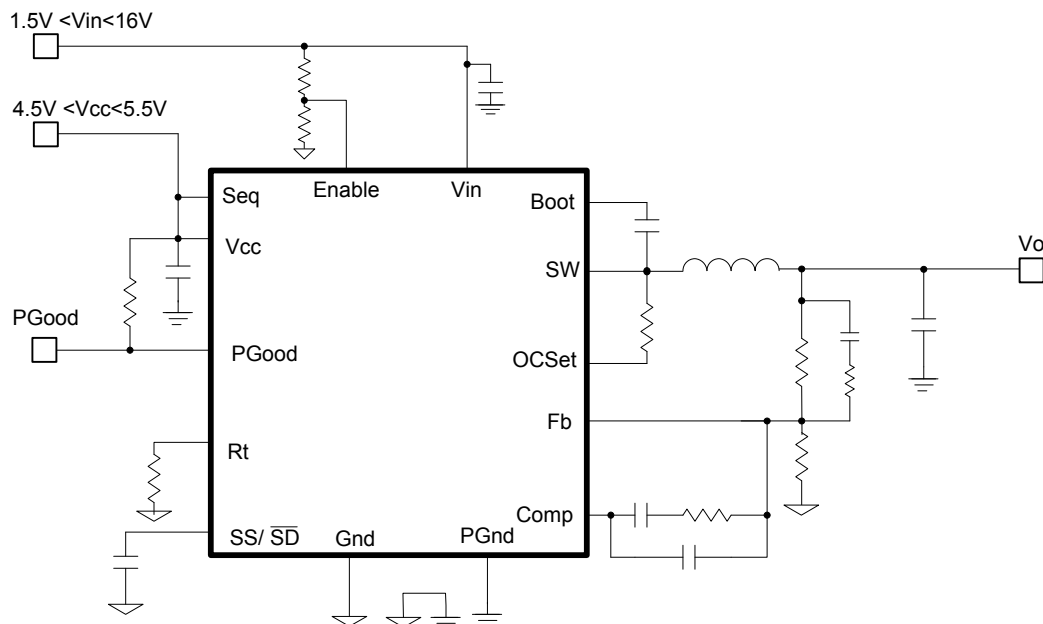 1.5V <Vin<16V
4.5V <Vcc<5.5V
Enable
Vin
Seq
Boot
Vcc
SW
Vo
PGood
PGood
OCSet
Fb
Rt
Comp
SS/ SD
Gnd
PGnd